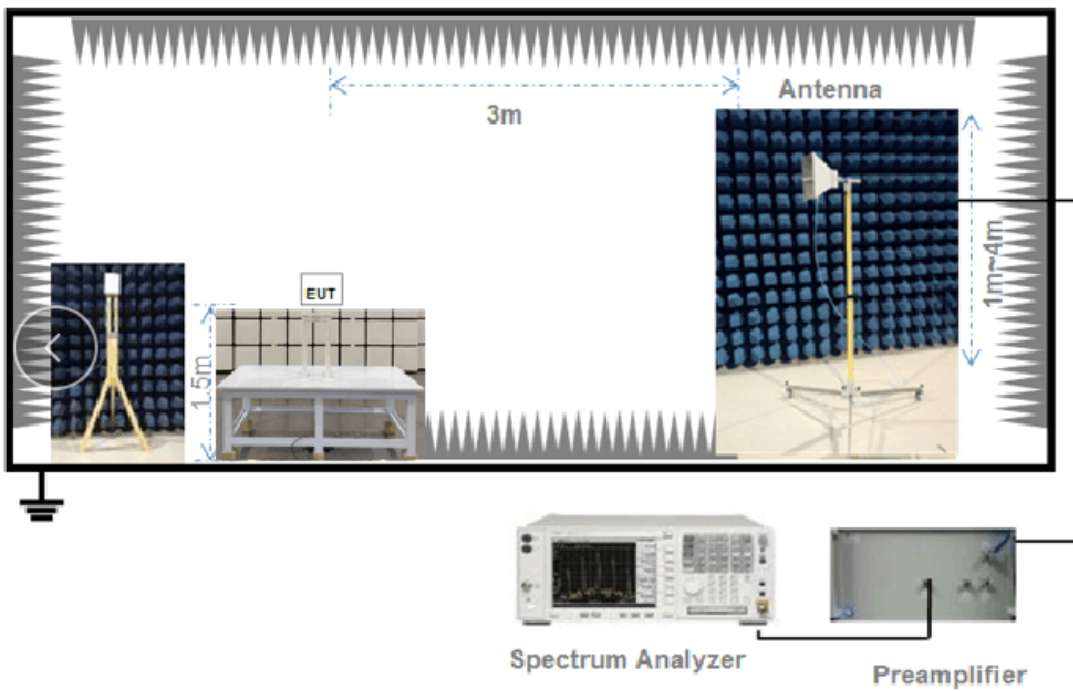 Antenna
3m
1m~4m
EUT
1.5m
Spectrum Analyzer
Preamplifier